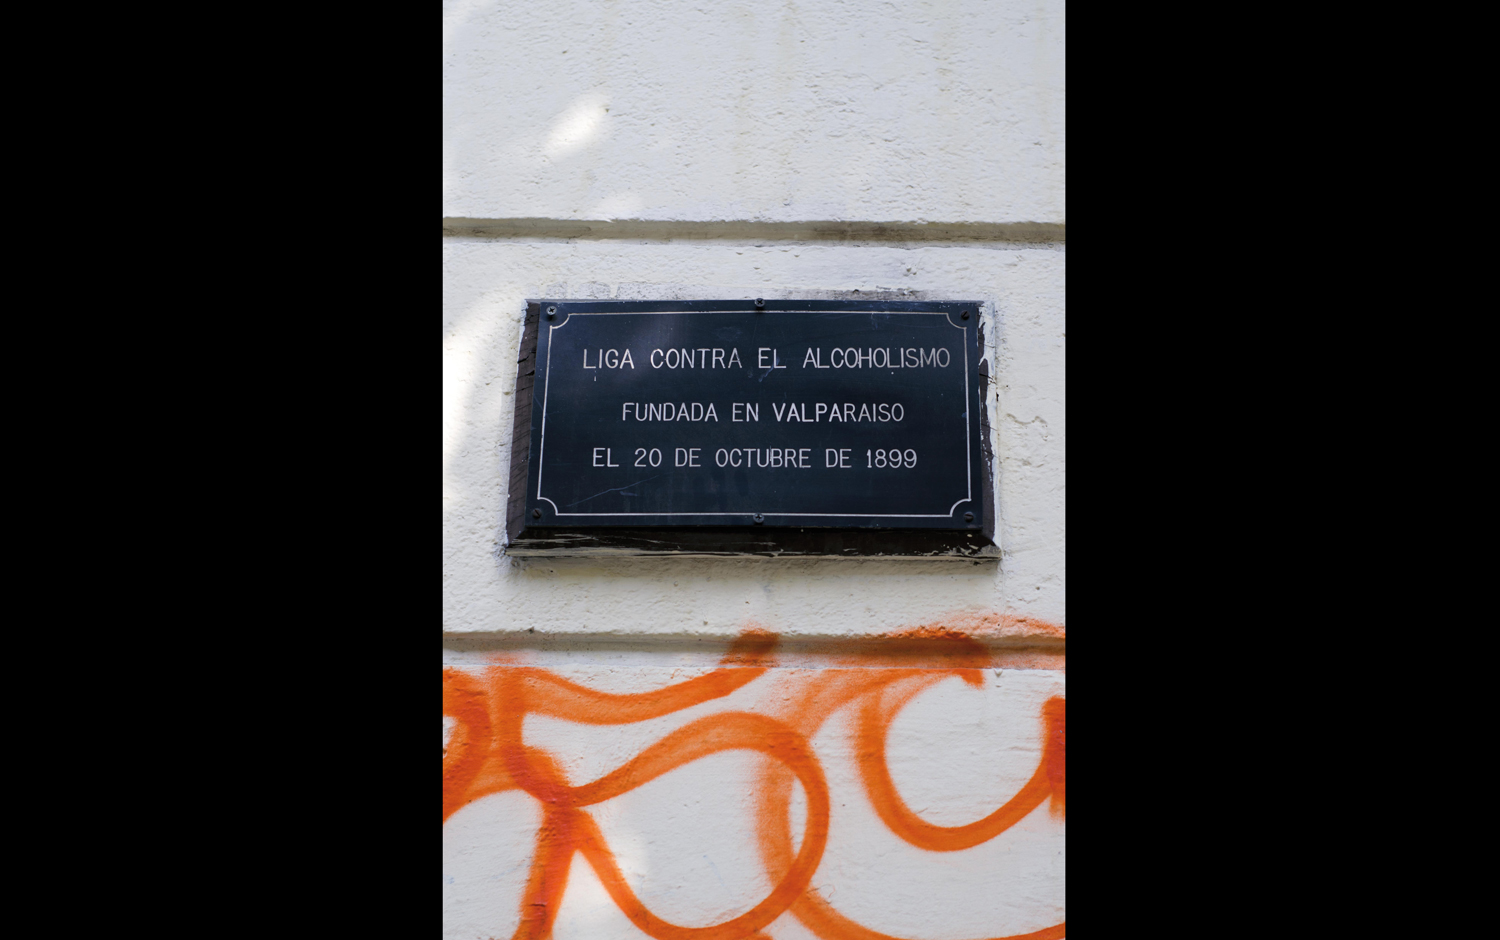 LIGA CONTRA EL ALCOHOLISMO
FUNDADA EN VALPARAISO
EL 20 DE OCTUBRE DE 1899